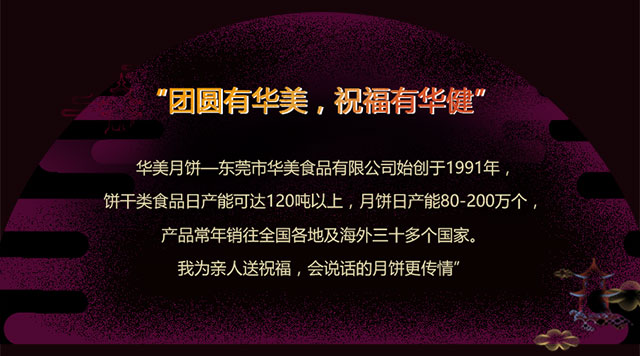 “团圆有华美，祝福有华健”
华美月饼—东莞市华美食品有限公司始创于1991年，
饼干类食品日产能可达120吨以上，月饼日产能80-200万个，
产品常年销往全国各地及海外三十多个国家。
我为亲人送祝福，会说话的月饼更传情”